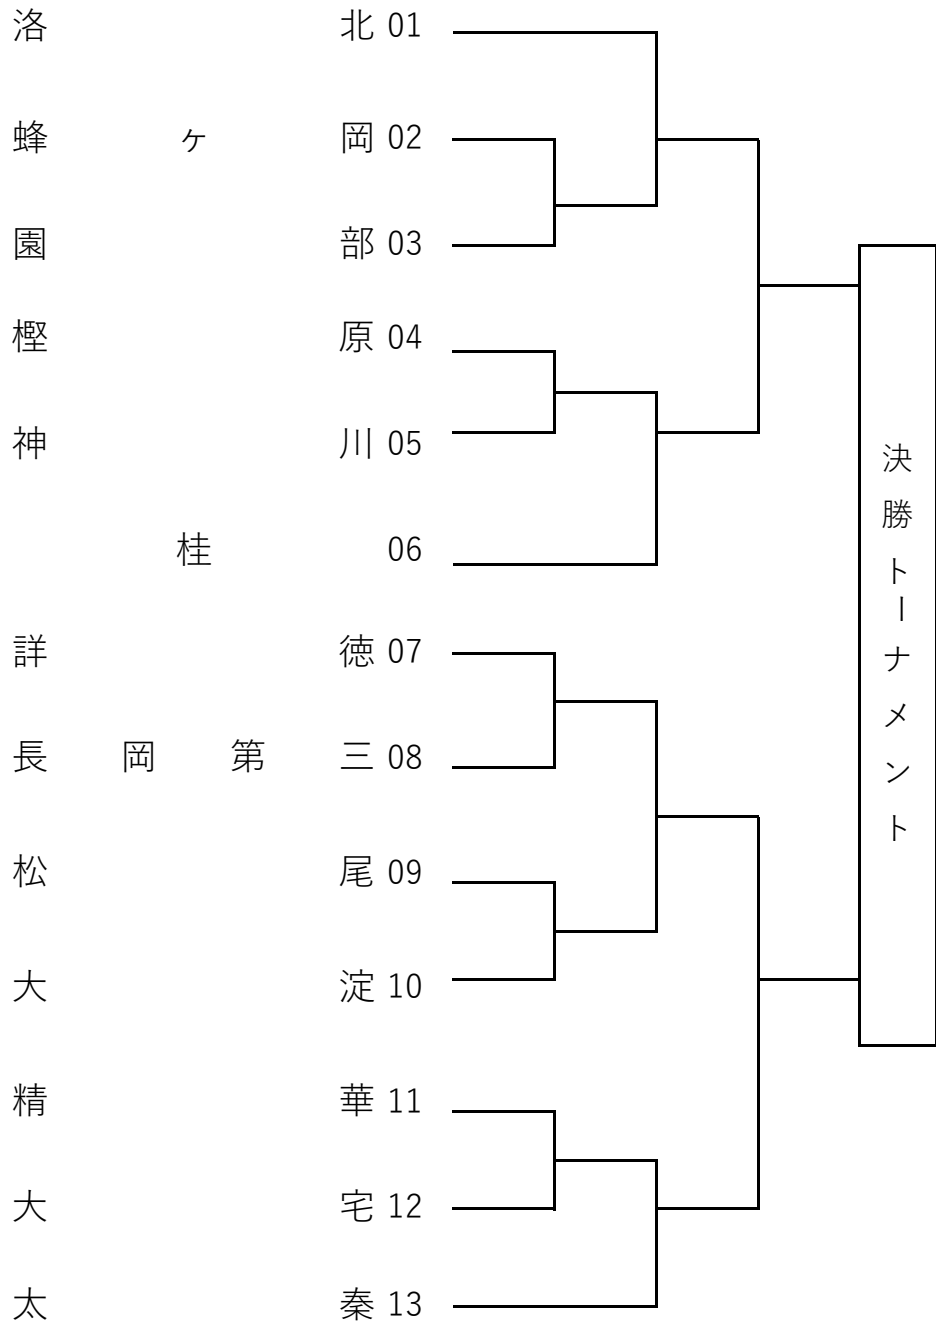 洛北 01
蜂ヶ岡 02
園部 03
樫原 04
神川 05
桂 06
詳徳 07
長岡第三 08
松尾 09
大淀 10
精華 11
大宅 12
太秦 13
決勝トーナメント